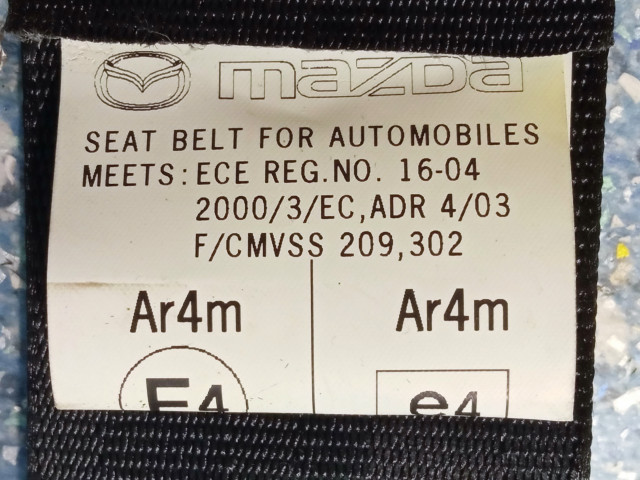 mazda
SEAT BELT FOR AUTOMOBILES
MEETS: ECE REG.NO. 16-04
2000/3/EC, ADR 4/03
F/CMVSS 209,302
Ar4m Ar4m
E4 e4